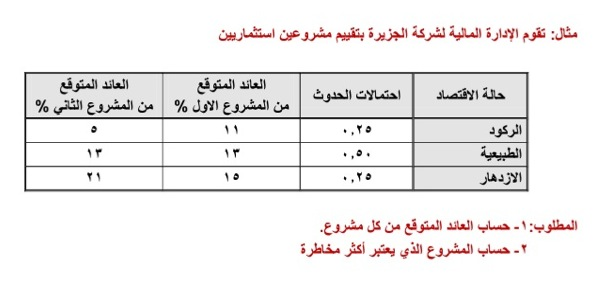 مثال: تقوم الإدارة المالية لشركة الجزيرة بتقييم مشروعين استثماريين
حالة الاقتصاد | احتمالات الحدوث | العائد المتوقع من المشروع الاول % | العائد المتوقع من المشروع الثاني %
الركود | ٠,٢٥ | ١١ | ٥
الطبيعية | ٠,٥٠ | ١٣ | ١٣
الازدهار | ٠,٢٥ | ١٥ | ٢١
المطلوب: ١- حساب العائد المتوقع من كل مشروع.
٢- حساب المشروع الذي يعتبر أكثر مخاطرة